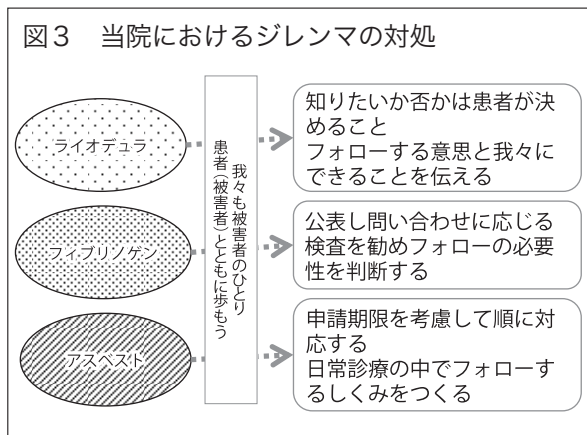 図3　当院におけるジレンマの対処
ライオデュラ
フィブリノゲン
アスベスト
我々も被害者のひとり
患者（被害者）とともに歩もう
知りたいか否かは患者が決
めること
フォローする意思と我々に
できることを伝える
公表し問い合わせに応じる
検査を勧めフォローの必要
性を判断する
申請期限を考慮して順に対
応する
日常診療の中でフォローす
るしくみをつくる